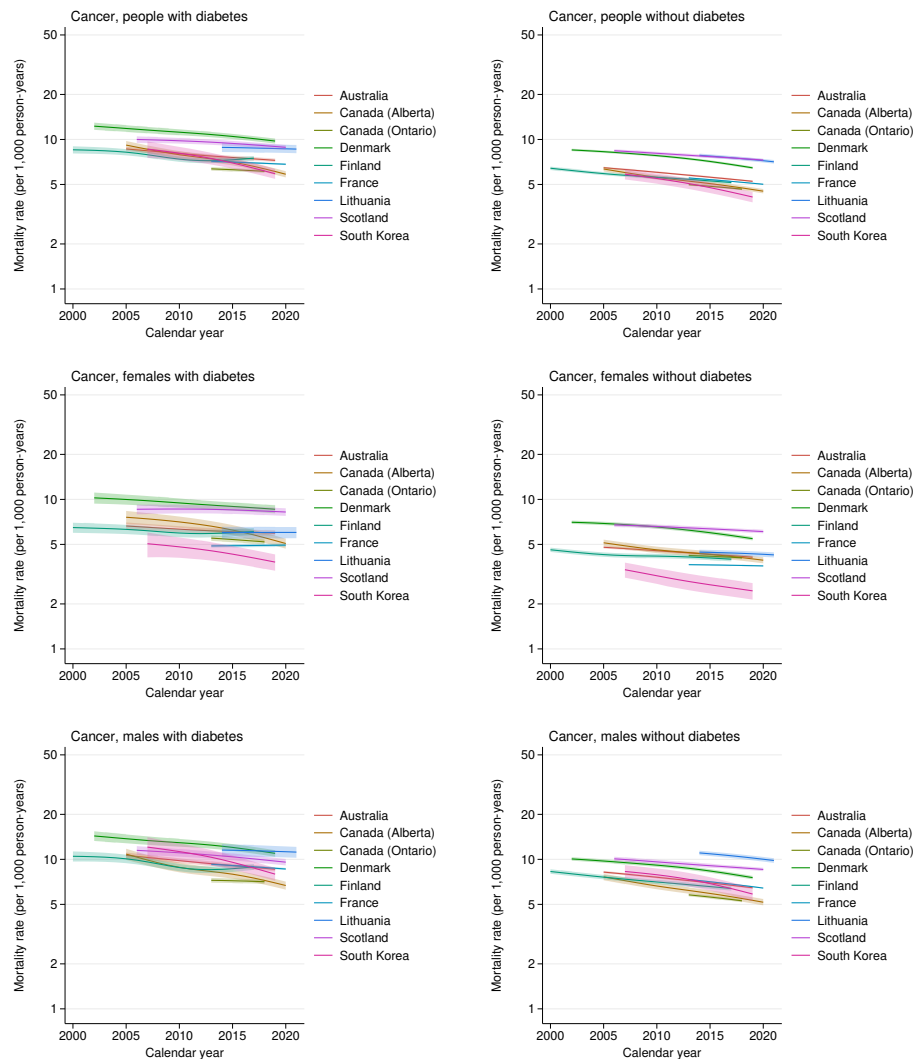 Cancer, people with diabetes
50
20
10
5
2
1
Mortality rate (per 1,000 person-years)
2000 2005 2010 2015 2020
Calendar year
Australia
Canada (Alberta)
Canada (Ontario)
Denmark
Finland
France
Lithuania
Scotland
South Korea
Cancer, people without diabetes
50
20
10
5
2
1
Mortality rate (per 1,000 person-years)
2000 2005 2010 2015 2020
Calendar year
Australia
Canada (Alberta)
Canada (Ontario)
Denmark
Finland
France
Lithuania
Scotland
South Korea
Cancer, females with diabetes
50
20
10
5
2
1
Mortality rate (per 1,000 person-years)
2000 2005 2010 2015 2020
Calendar year
Australia
Canada (Alberta)
Canada (Ontario)
Denmark
Finland
France
Lithuania
Scotland
South Korea
Cancer, females without diabetes
50
20
10
5
2
1
Mortality rate (per 1,000 person-years)
2000 2005 2010 2015 2020
Calendar year
Australia
Canada (Alberta)
Canada (Ontario)
Denmark
Finland
France
Lithuania
Scotland
South Korea
Cancer, males with diabetes
50
20
10
5
2
1
Mortality rate (per 1,000 person-years)
2000 2005 2010 2015 2020
Calendar year
Australia
Canada (Alberta)
Canada (Ontario)
Denmark
Finland
France
Lithuania
Scotland
South Korea
Cancer, males without diabetes
50
20
10
5
2
1
Mortality rate (per 1,000 person-years)
2000 2005 2010 2015 2020
Calendar year
Australia
Canada (Alberta)
Canada (Ontario)
Denmark
Finland
France
Lithuania
Scotland
South Korea